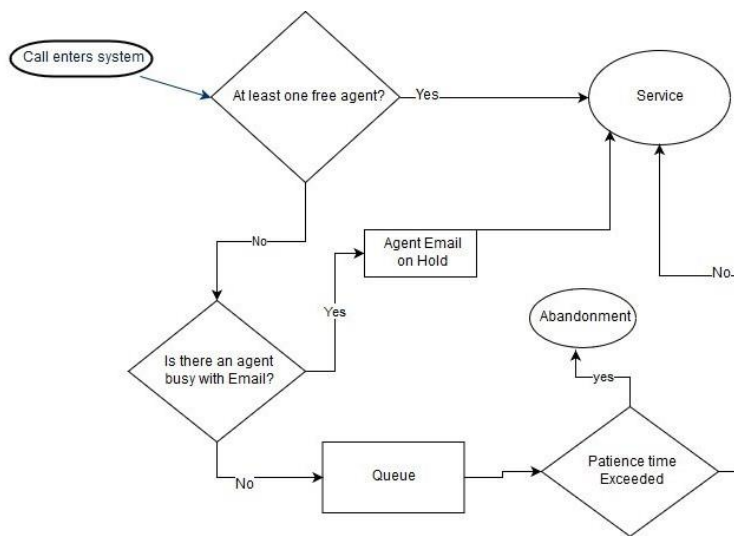 Call enters system
At least one free agent?
Yes
Service
No
Agent Email
on Hold
No
Yes
Abandonment
Is there an agent
busy with Email?
yes
Patience time
Exceeded
Queue
No